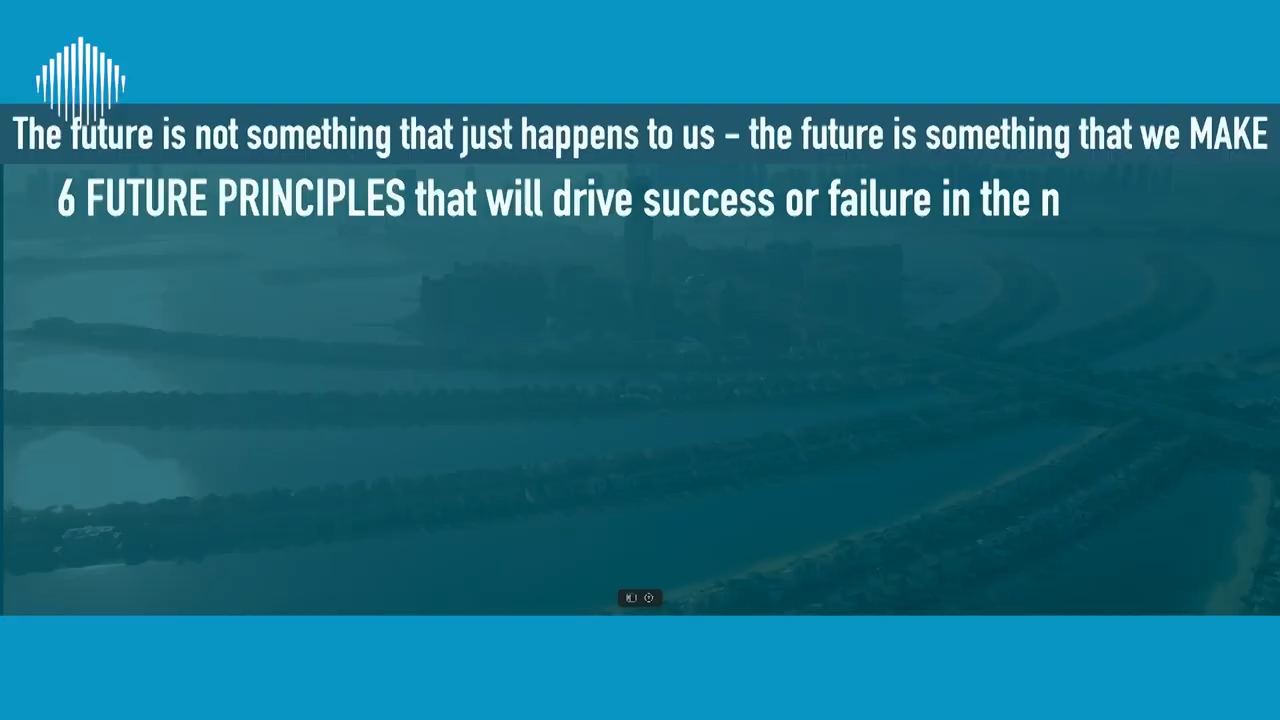 The future is not something that just happens to us – the future is something that we MAKE
6 FUTURE PRINCIPLES that will drive success or failure in the n